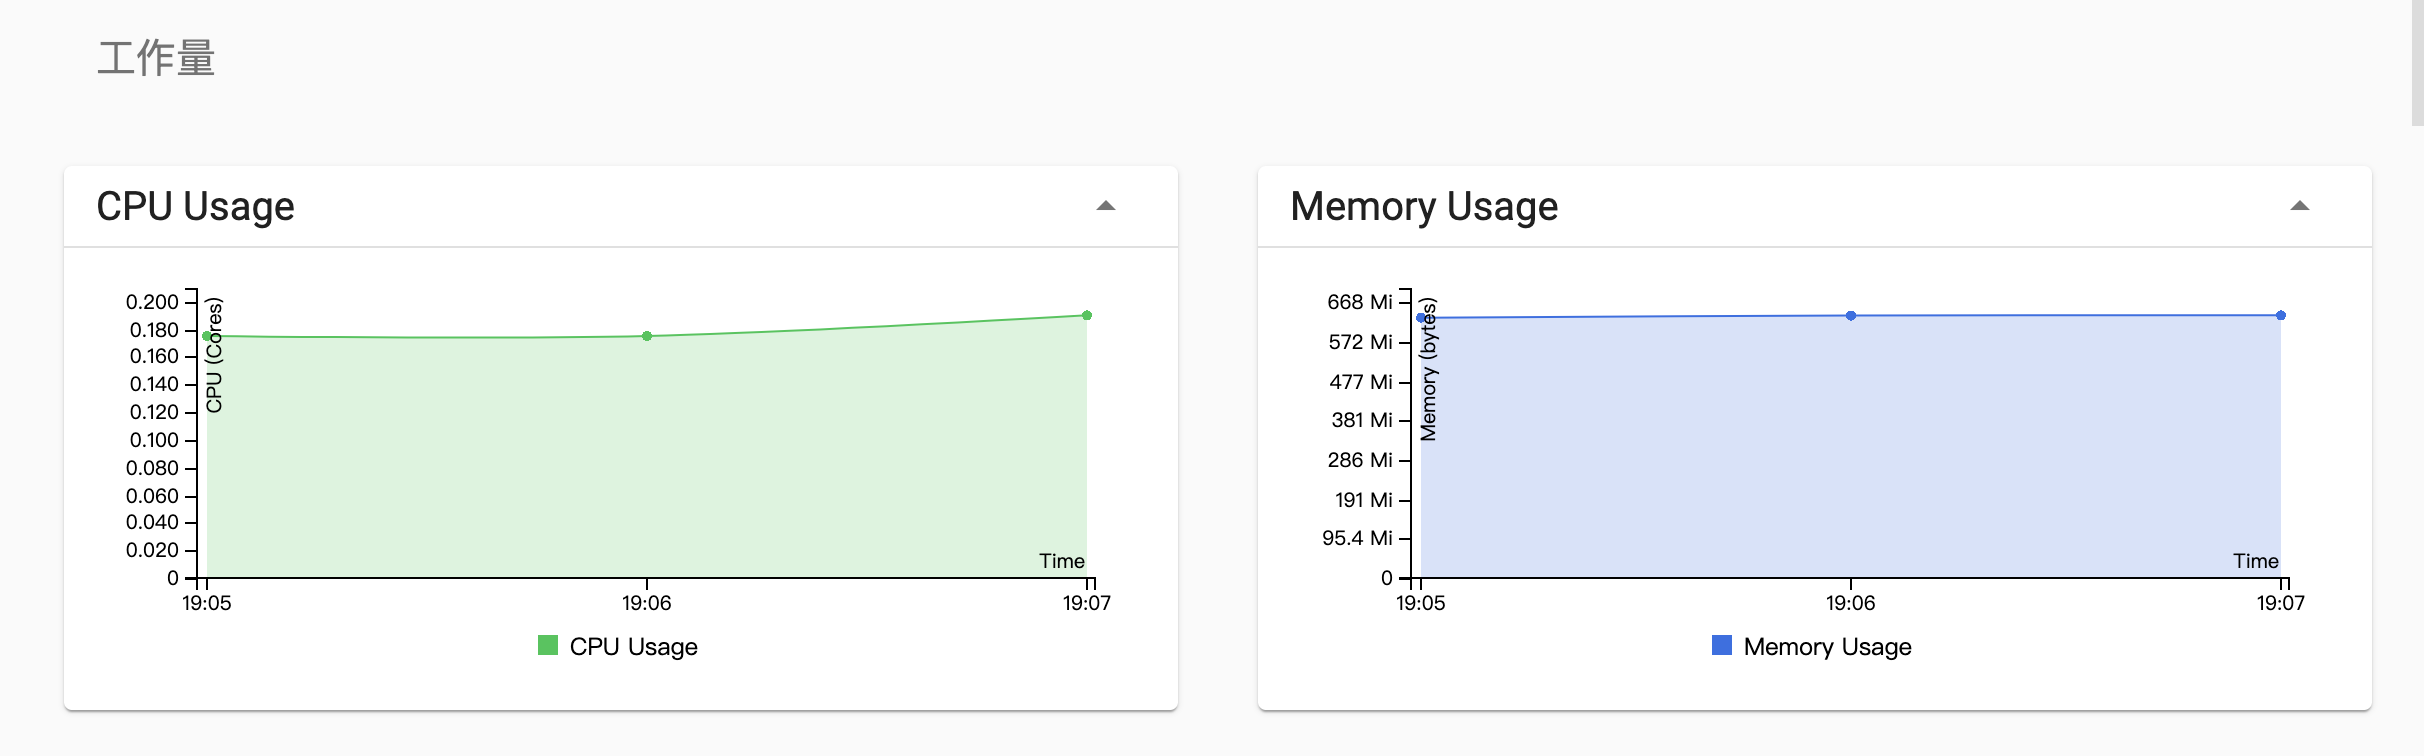 工作量
CPU Usage
0.200
0.180
0.160
0.140
0.120
0.100
0.080
0.060
0.040
0.020
0
CPU (Cores)
Time
19:05 19:06 19:07
CPU Usage
Memory Usage
668 Mi
572 Mi
477 Mi
381 Mi
286 Mi
191 Mi
95.4 Mi
0
Memory (bytes)
Time
19:05 19:06 19:07
Memory Usage